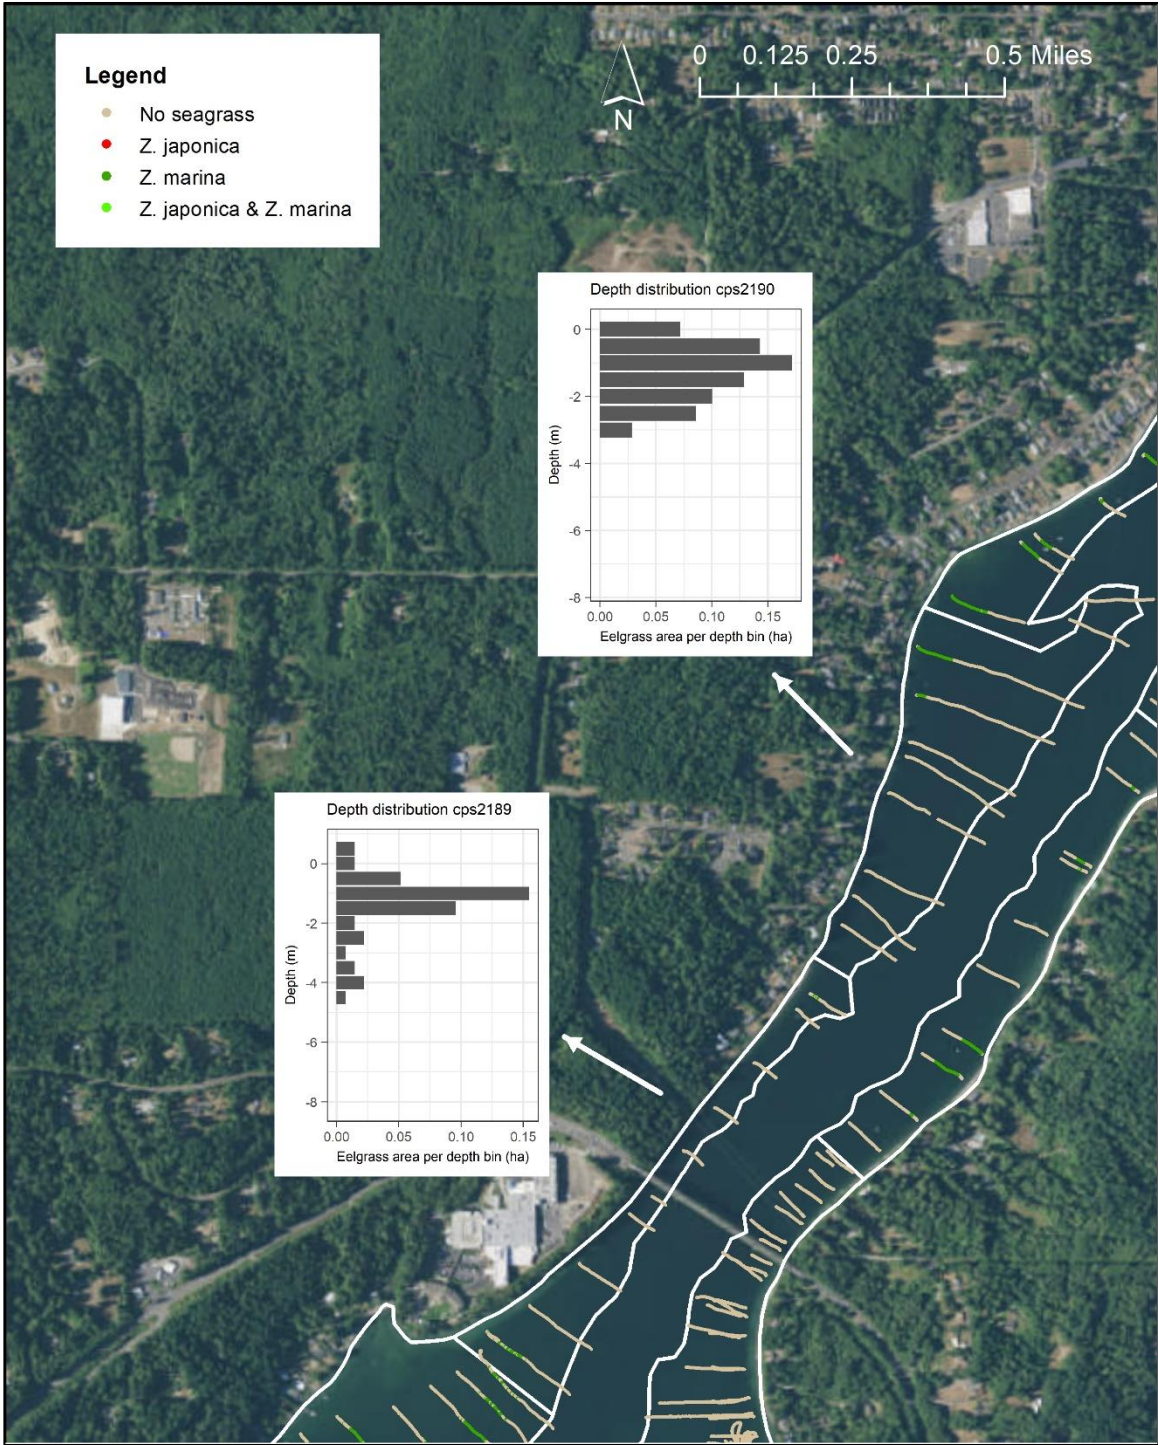 Legend
No seagrass
Z. japonica
Z. marina
Z. japonica & Z. marina
N
0 0.125 0.25 0.5 Miles
Depth distribution cps2190
Depth (m)
0
-2
-4
-6
-8
0.00 0.05 0.10 0.15
Eelgrass area per depth bin (ha)
Depth distribution cps2189
Depth (m)
0
-2
-4
-6
-8
0.00 0.05 0.10 0.15
Eelgrass area per depth bin (ha)